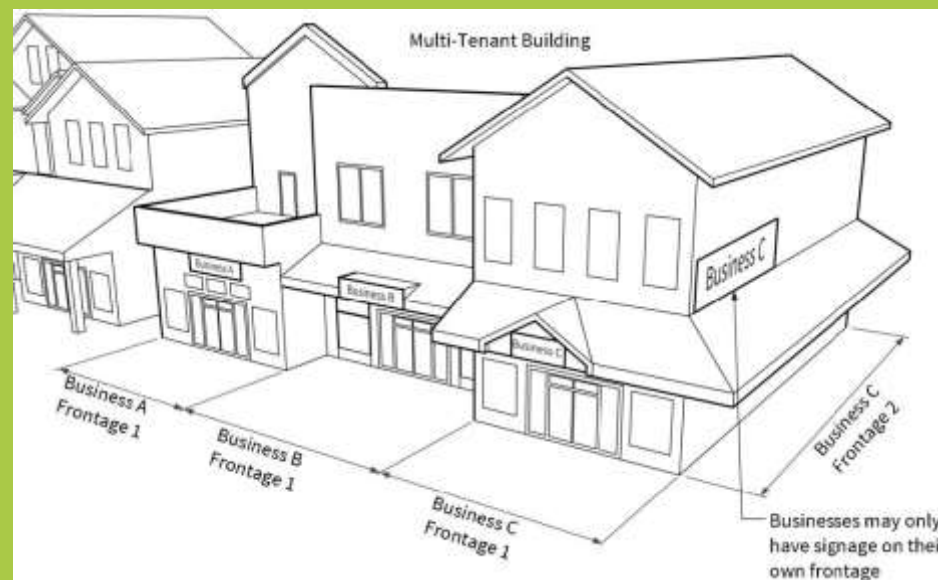 Multi-Tenant Building
Business A
Business B
Business C
Business C
Business A
Frontage 1
Business B
Frontage 1
Business C
Frontage 1
Business C
Frontage 2
Businesses may only
have signage on thei
own frontage